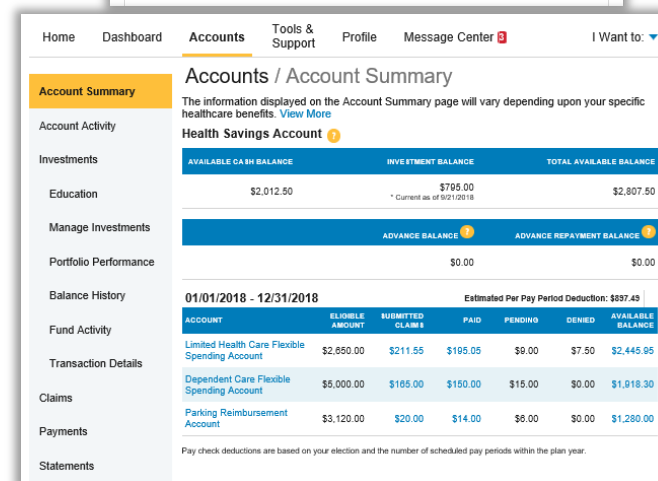 Home Dashboard Accounts Tools & Support Profile Message Center 3 I Want to:
Account Summary
Account Activity
Investments
Education
Manage Investments
Portfolio Performance
Balance History
Fund Activity
Transaction Details
Claims
Payments
Statements
Accounts / Account Summary
The information displayed on the Account Summary page will vary depending upon your specific
healthcare benefits. View More
Health Savings Account ?
AVAILABLE CASH BALANCE INVESTMENT BALANCE TOTAL AVAILABLE BALANCE
$2,012.50 $795.00 $2,807.50
* Current as of 9/21/2018
ADVANCE BALANCE ? ADVANCE REPAYMENT BALANCE ?
$0.00 $0.00
01/01/2018 - 12/31/2018 Estimated Per Pay Period Deduction: $897.49
ACCOUNT ELIGIBLE AMOUNT SUBMITTED CLAIMS PAID PENDING DENIED AVAILABLE BALANCE
Limited Health Care Flexible
Spending Account $2,650.00 $211.55 $195.05 $9.00 $7.50 $2,445.95
Dependent Care Flexible
Spending Account $5,000.00 $165.00 $150.00 $15.00 $0.00 $1,918.30
Parking Reimbursement
Account $3,120.00 $20.00 $14.00 $6.00 $0.00 $1,280.00
Pay check deductions are based on your election and the number of scheduled pay periods within the plan year.